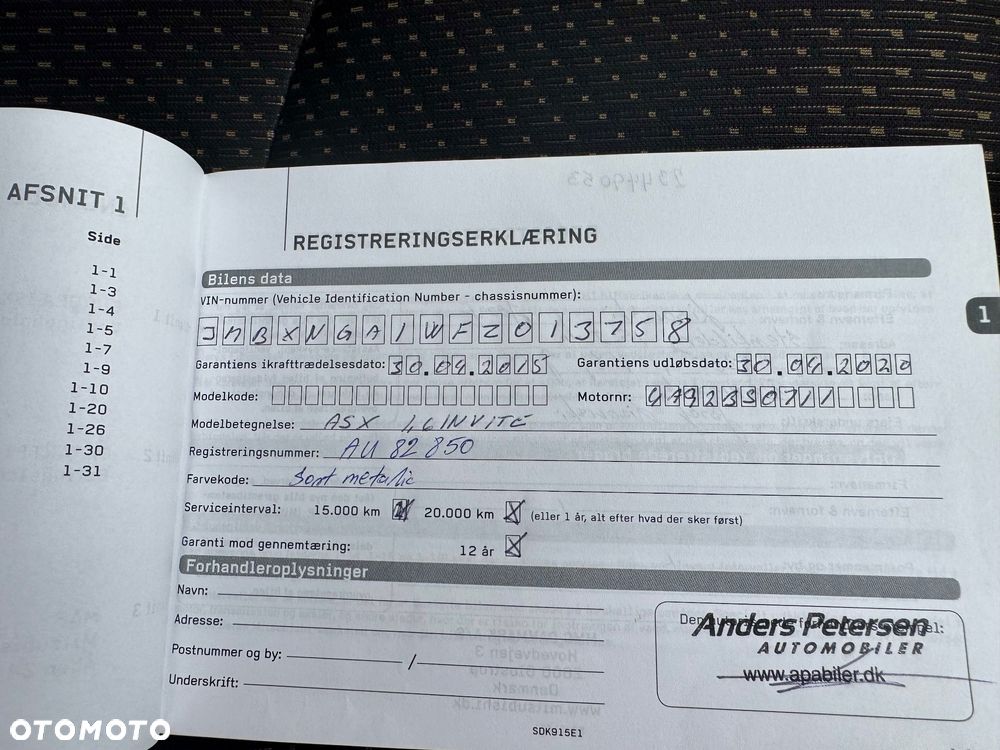 AFSNIT 1
Side
1-1
1-3
1-4
1-5
1-7
1-9
1-10
1-20
1-26
1-30
1-31
REGISTRERINGSERKLÆRING
Bilens data
VIN-nummer (Vehicle Identification Number - chassisnummer):
JMBXNGA1WFZ013758
Garantiens ikrafttrædelsesdato: 30.04.2015 Garantiens udløbsdato: 30.04.2020
Modelkode: Motornr:
Modelbetegnelse: ASX 1,6 INVITE
Registreringsnummer: AU 82 850
Farvekode: Sort metallic
Serviceinterval: 15.000 km 20.000 km X (eller 1 år, alt efter hvad der sker først)
Garanti mod gennemtæring: 12 år X
1
Forhandleroplysninger
Navn:
Adresse:
Postnummer og by: /
Underskrift:
Anders Petersen
AUTOMOBILER
www.apabiler.dk
SDK915E1
OTOMOTO